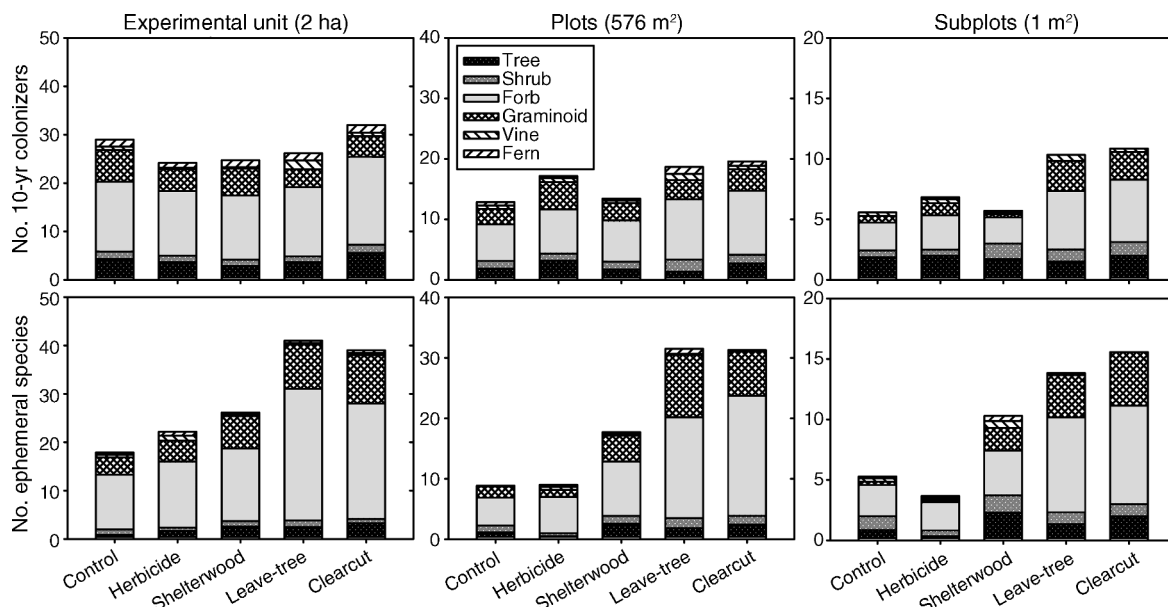 Experimental unit (2 ha)
Plots (576 m²)
Subplots (1 m²)
No. 10-yr colonizers
50
40
30
20
10
0
40
30
20
10
0
Tree
Shrub
Forb
Graminoid
Vine
Fern
20
15
10
5
0
No. ephemeral species
50
40
30
20
10
0
40
30
20
10
0
20
15
10
5
0
Control
Herbicide
Shelterwood
Leave-tree
Clearcut
Control
Herbicide
Shelterwood
Leave-tree
Clearcut
Control
Herbicide
Shelterwood
Leave-tree
Clearcut